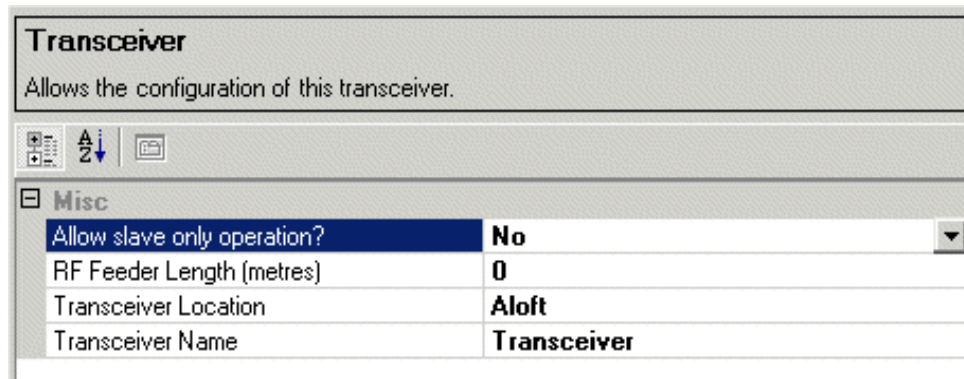 Transceiver
Allows the configuration of this transceiver.
A
Z
Misc
Allow slave only operation? No
RF Feeder Length (metres) 0
Transceiver Location Aloft
Transceiver Name Transceiver